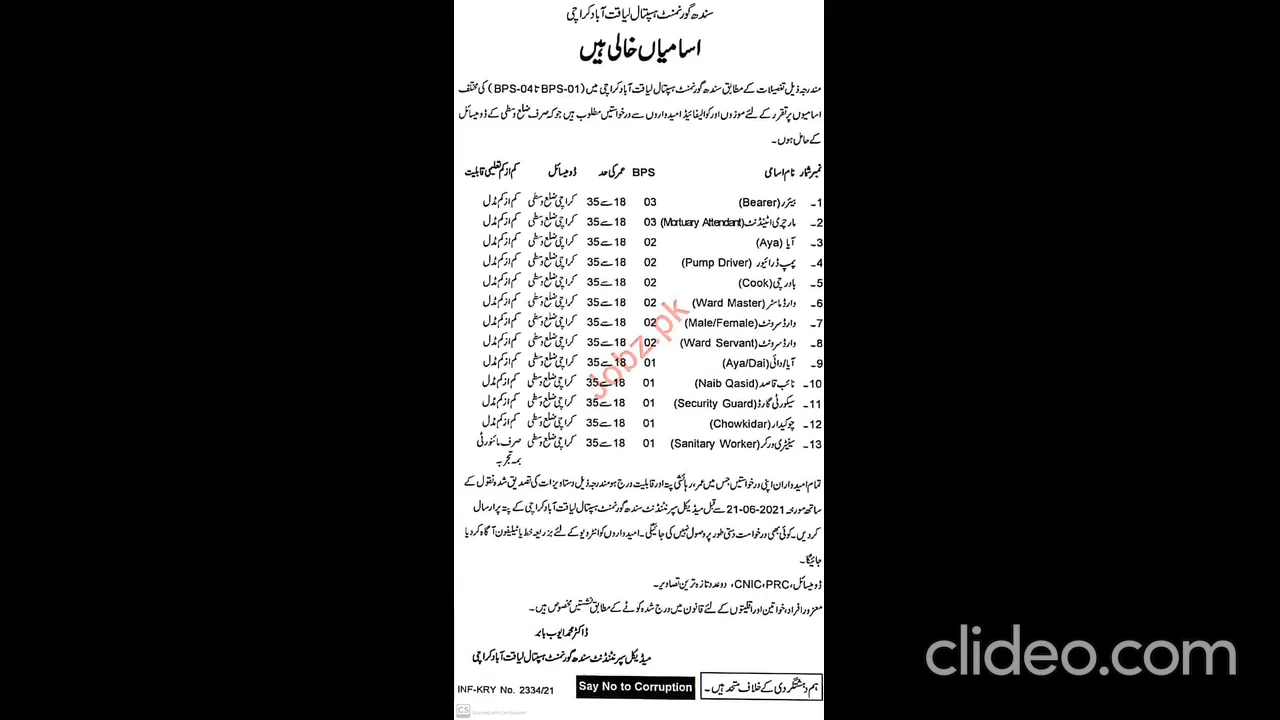 سندھ گورنمنٹ ہسپتال لیاقت آباد کراچی
اسامیاں خالی ہیں
مندرجہ ذیل تفصیلات کے مطابق سندھ گورنمنٹ ہسپتال لیاقت آباد کراچی میں (BPS-01 تا BPS-04) کی مختلف
اسامیوں پر تقرر کے لئے موزوں اور کوالیفائیڈ امیدواروں سے درخواستیں مطلوب ہیں جو کہ صرف ضلع وسطی کے ڈومیسائل
کے حامل ہوں۔
نمبر شمار نام اسامی BPS عمر کی حد ڈومیسائل کم از کم تعلیمی قابلیت
1۔ بیئرر (Bearer) 03 18 سے 35 کراچی ضلع وسطی کم از کم مڈل
2۔ مارچری اٹینڈنٹ (Mortuary Attendant) 03 18 سے 35 کراچی ضلع وسطی کم از کم مڈل
3۔ آیا (Aya) 02 18 سے 35 کراچی ضلع وسطی کم از کم مڈل
4۔ پمپ ڈرائیور (Pump Driver) 02 18 سے 35 کراچی ضلع وسطی کم از کم مڈل
5۔ باورچی (Cook) 02 18 سے 35 کراچی ضلع وسطی کم از کم مڈل
6۔ وارڈ ماسٹر (Ward Master) 02 18 سے 35 کراچی ضلع وسطی کم از کم مڈل
7۔ وارڈ سرونٹ (Male/Female) 02 18 سے 35 کراچی ضلع وسطی کم از کم مڈل
8۔ وارڈ سرونٹ (Ward Servant) 02 18 سے 35 کراچی ضلع وسطی کم از کم مڈل
9۔ آیا/دائی (Aya/Dai) 01 18 سے 35 کراچی ضلع وسطی کم از کم مڈل
10۔ نائب قاصد (Naib Qasid) 01 18 سے 35 کراچی ضلع وسطی کم از کم مڈل
11۔ سیکورٹی گارڈ (Security Guard) 01 18 سے 35 کراچی ضلع وسطی کم از کم مڈل
12۔ چوکیدار (Chowkidar) 01 18 سے 35 کراچی ضلع وسطی کم از کم مڈل
13۔ سینیٹری ورکر (Sanitary Worker) 01 18 سے 35 کراچی ضلع وسطی صرف مائنورٹی
بمہ تجربہ
تمام امیدواران اپنی درخواستیں جس میں عمر، رہائشی پتہ اور قابلیت درج ہو مندرجہ ذیل دستاویزات کی تصدیق شدہ نقول کے
ساتھ مورخہ 21-06-2021 سے قبل میڈیکل سپرنٹنڈنٹ سندھ گورنمنٹ ہسپتال لیاقت آباد کراچی کے پتہ پر ارسال
کردیں۔ کوئی بھی درخواست دستی طور پر وصول نہیں کی جائیگی۔ امیدواروں کو انٹرویو کے لئے بذریعہ خط یا ٹیلیفون آگاہ کردیا
جائیگا۔
ڈومیسائل، CNIC،PRC، دو عدد تازہ ترین تصاویر۔
معزور افراد، خواتین اور اقلیتوں کے لئے قانون میں درج شدہ کوٹے کے مطابق نشستیں مخصوص ہیں۔
ڈاکٹر محمد ایوب بابر
میڈیکل سپرنٹنڈنٹ سندھ گورنمنٹ ہسپتال لیاقت آباد کراچی
ہم دہشتگردی کے خلاف متحد ہیں۔
Say No to Corruption
INF-KRY No. 2334/21
CS Scanned with CamScanner
Jobz.pk
clideo.com